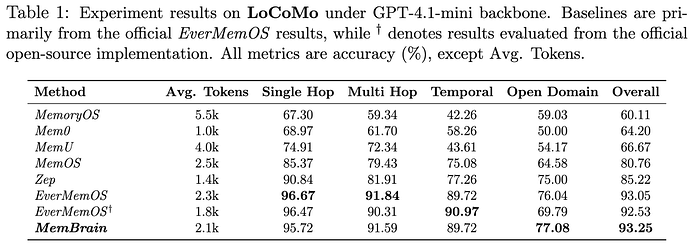 Table 1: Experiment results on LoCoMo under GPT-4.1-mini backbone. Baselines are pri-
marily from the official EverMemOS results, while † denotes results evaluated from the official
open-source implementation. All metrics are accuracy (%), except Avg. Tokens.
Method Avg. Tokens Single Hop Multi Hop Temporal Open Domain Overall
MemoryOS 5.5k 67.30 59.34 42.26 59.03 60.11
Mem0 1.0k 68.97 61.70 58.26 50.00 64.20
MemU 4.0k 74.91 72.34 43.61 54.17 66.67
MemOS 2.5k 85.37 79.43 75.08 64.58 80.76
Zep 1.4k 90.84 81.91 77.26 75.00 85.22
EverMemOS 2.3k 96.67 91.84 89.72 76.04 93.05
EverMemOS† 1.8k 96.47 90.31 90.97 69.79 92.53
MemBrain 2.1k 95.72 91.59 89.72 77.08 93.25